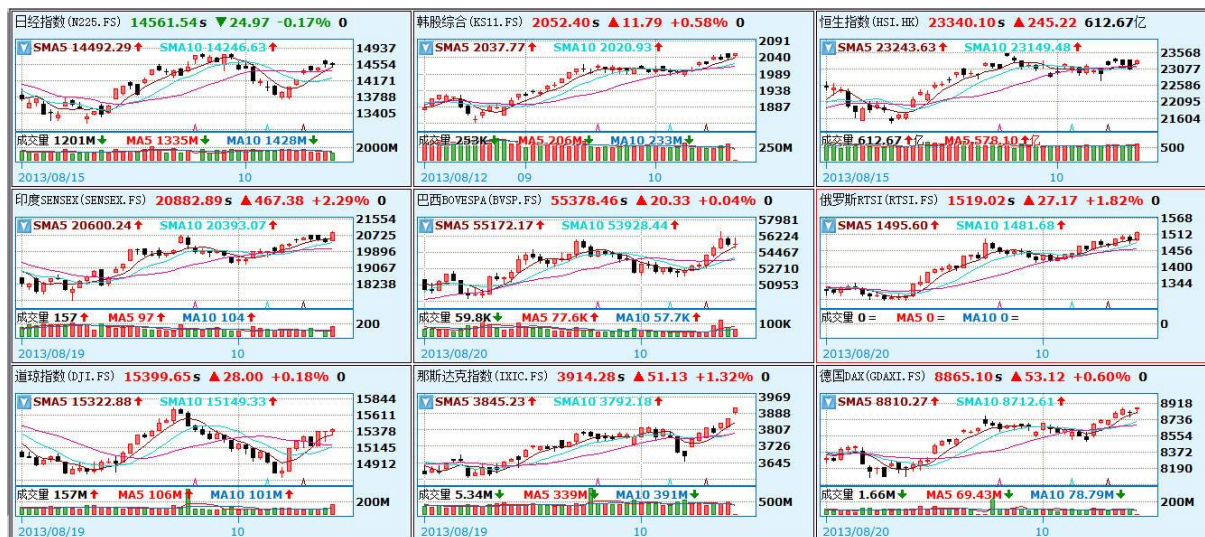 日经指数(N225.FS) 14561.54s ▼24.97 -0.17% 0
SMA5 14492.29↑ SMA10 14246.63↑
14937
14554
14171
13788
13405
成交量 1201M↓ MA5 1335M↓ MA10 1428M↓
2000M
2013/08/15 10
韩股综合(KS11.FS) 2052.40s ▲11.79 +0.58% 0
SMA5 2037.77↑ SMA10 2020.93↑
2091
2040
1989
1938
1887
成交量 253K↓ MA5 206M↓ MA10 233M↓
250M
2013/08/12 09 10
恒生指数(HSI.HK) 23340.10s ▲245.22 612.67亿
SMA5 23243.63↑ SMA10 23149.48↑
23568
23077
22586
22095
21604
成交量 612.67↑亿 MA5 578.10↑亿
500
2013/08/15 10
印度SENSEX(SENSEX.FS) 20882.89s ▲467.38 +2.29% 0
SMA5 20600.24↑ SMA10 20393.07↑
21554
20725
19896
19067
18238
成交量 157↑ MA5 97↑ MA10 104↑
200
2013/08/19 10
巴西BOVESPA(BVSP.FS) 55378.46s ▲20.33 +0.04% 0
SMA5 55172.17↑ SMA10 53928.44↑
57981
56224
54467
52710
50953
成交量 59.8K↓ MA5 77.6K↑ MA10 57.7K↑
100K
2013/08/20 10
俄罗斯RTSI(RTSI.FS) 1519.02s ▲27.17 +1.82% 0
SMA5 1495.60↑ SMA10 1481.68↑
1568
1512
1456
1400
1344
成交量 0= MA5 0= MA10 0=
0
2013/08/20 10
道琼指数(DJI.FS) 15399.65s ▲28.00 +0.18% 0
SMA5 15322.88↑ SMA10 15149.33↑
15844
15611
15378
15145
14912
成交量 157M↑ MA5 106M↑ MA10 101M↑
200M
2013/08/19 10
那斯达克指数(IXIC.FS) 3914.28s ▲51.13 +1.32% 0
SMA5 3845.23↑ SMA10 3792.18↑
3969
3888
3807
3726
3645
成交量 5.34M↓ MA5 339M↓ MA10 391M↓
500M
2013/08/19 10
德国DAX(GDAXI.FS) 8865.10s ▲53.12 +0.60% 0
SMA5 8810.27↑ SMA10 8712.61↑
8918
8736
8554
8372
8190
成交量 1.66M↓ MA5 69.43M↓ MA10 78.79M↓
200M
2013/08/20 10